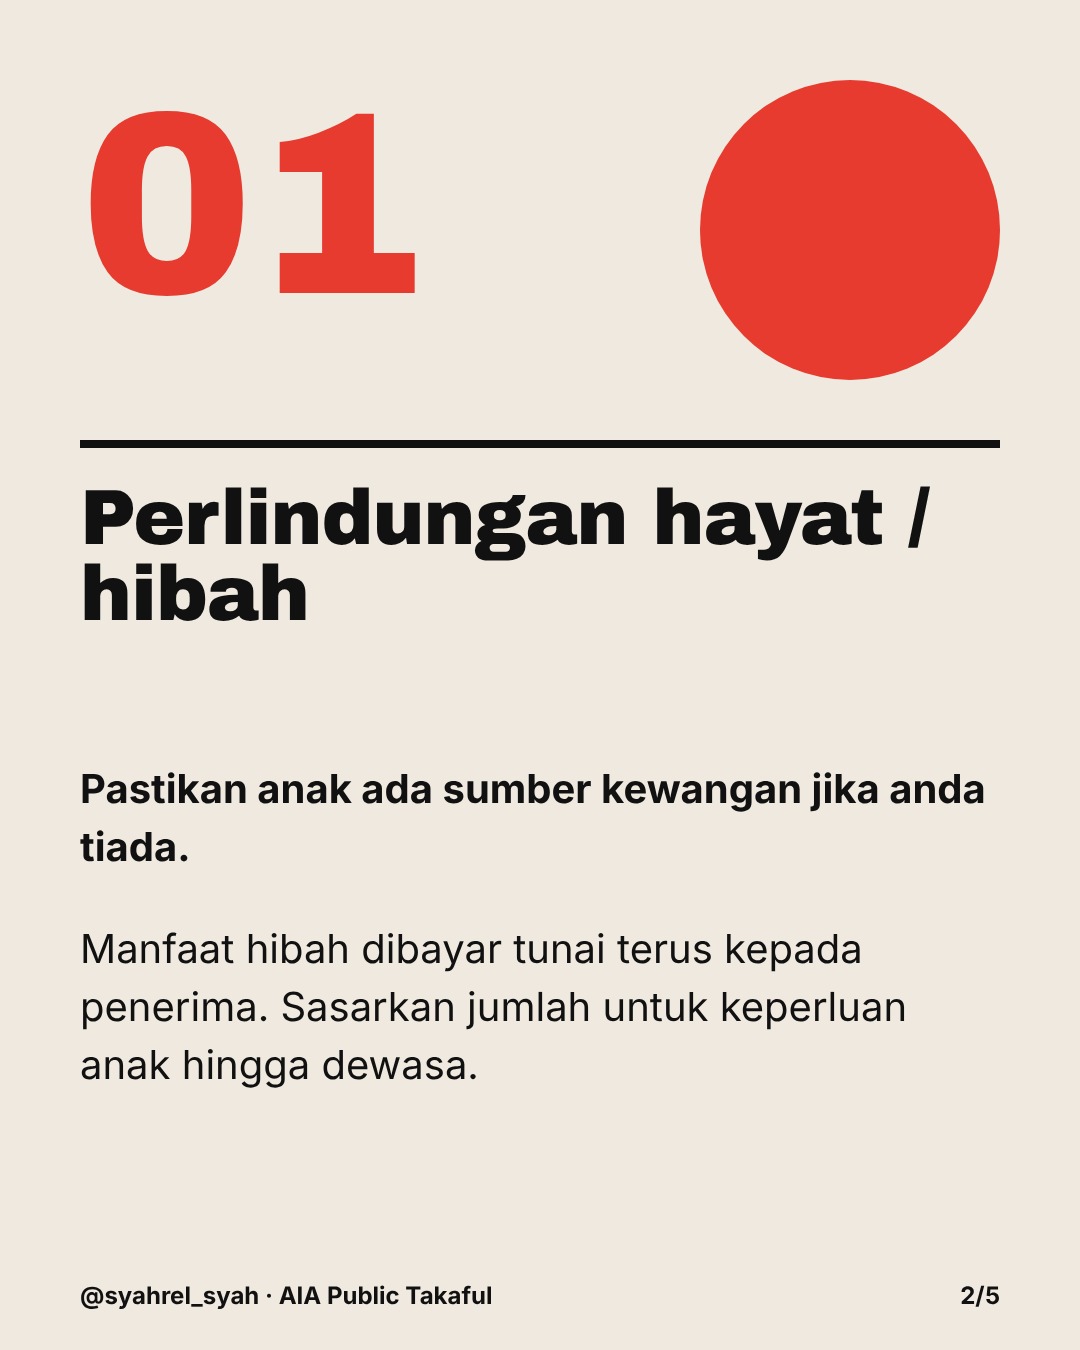 01
Perlindungan hayat /
hibah
Pastikan anak ada sumber kewangan jika anda
tiada.
Manfaat hibah dibayar tunai terus kepada
penerima. Sasarkan jumlah untuk keperluan
anak hingga dewasa.
@syahrel_syah · AIA Public Takaful
2/5